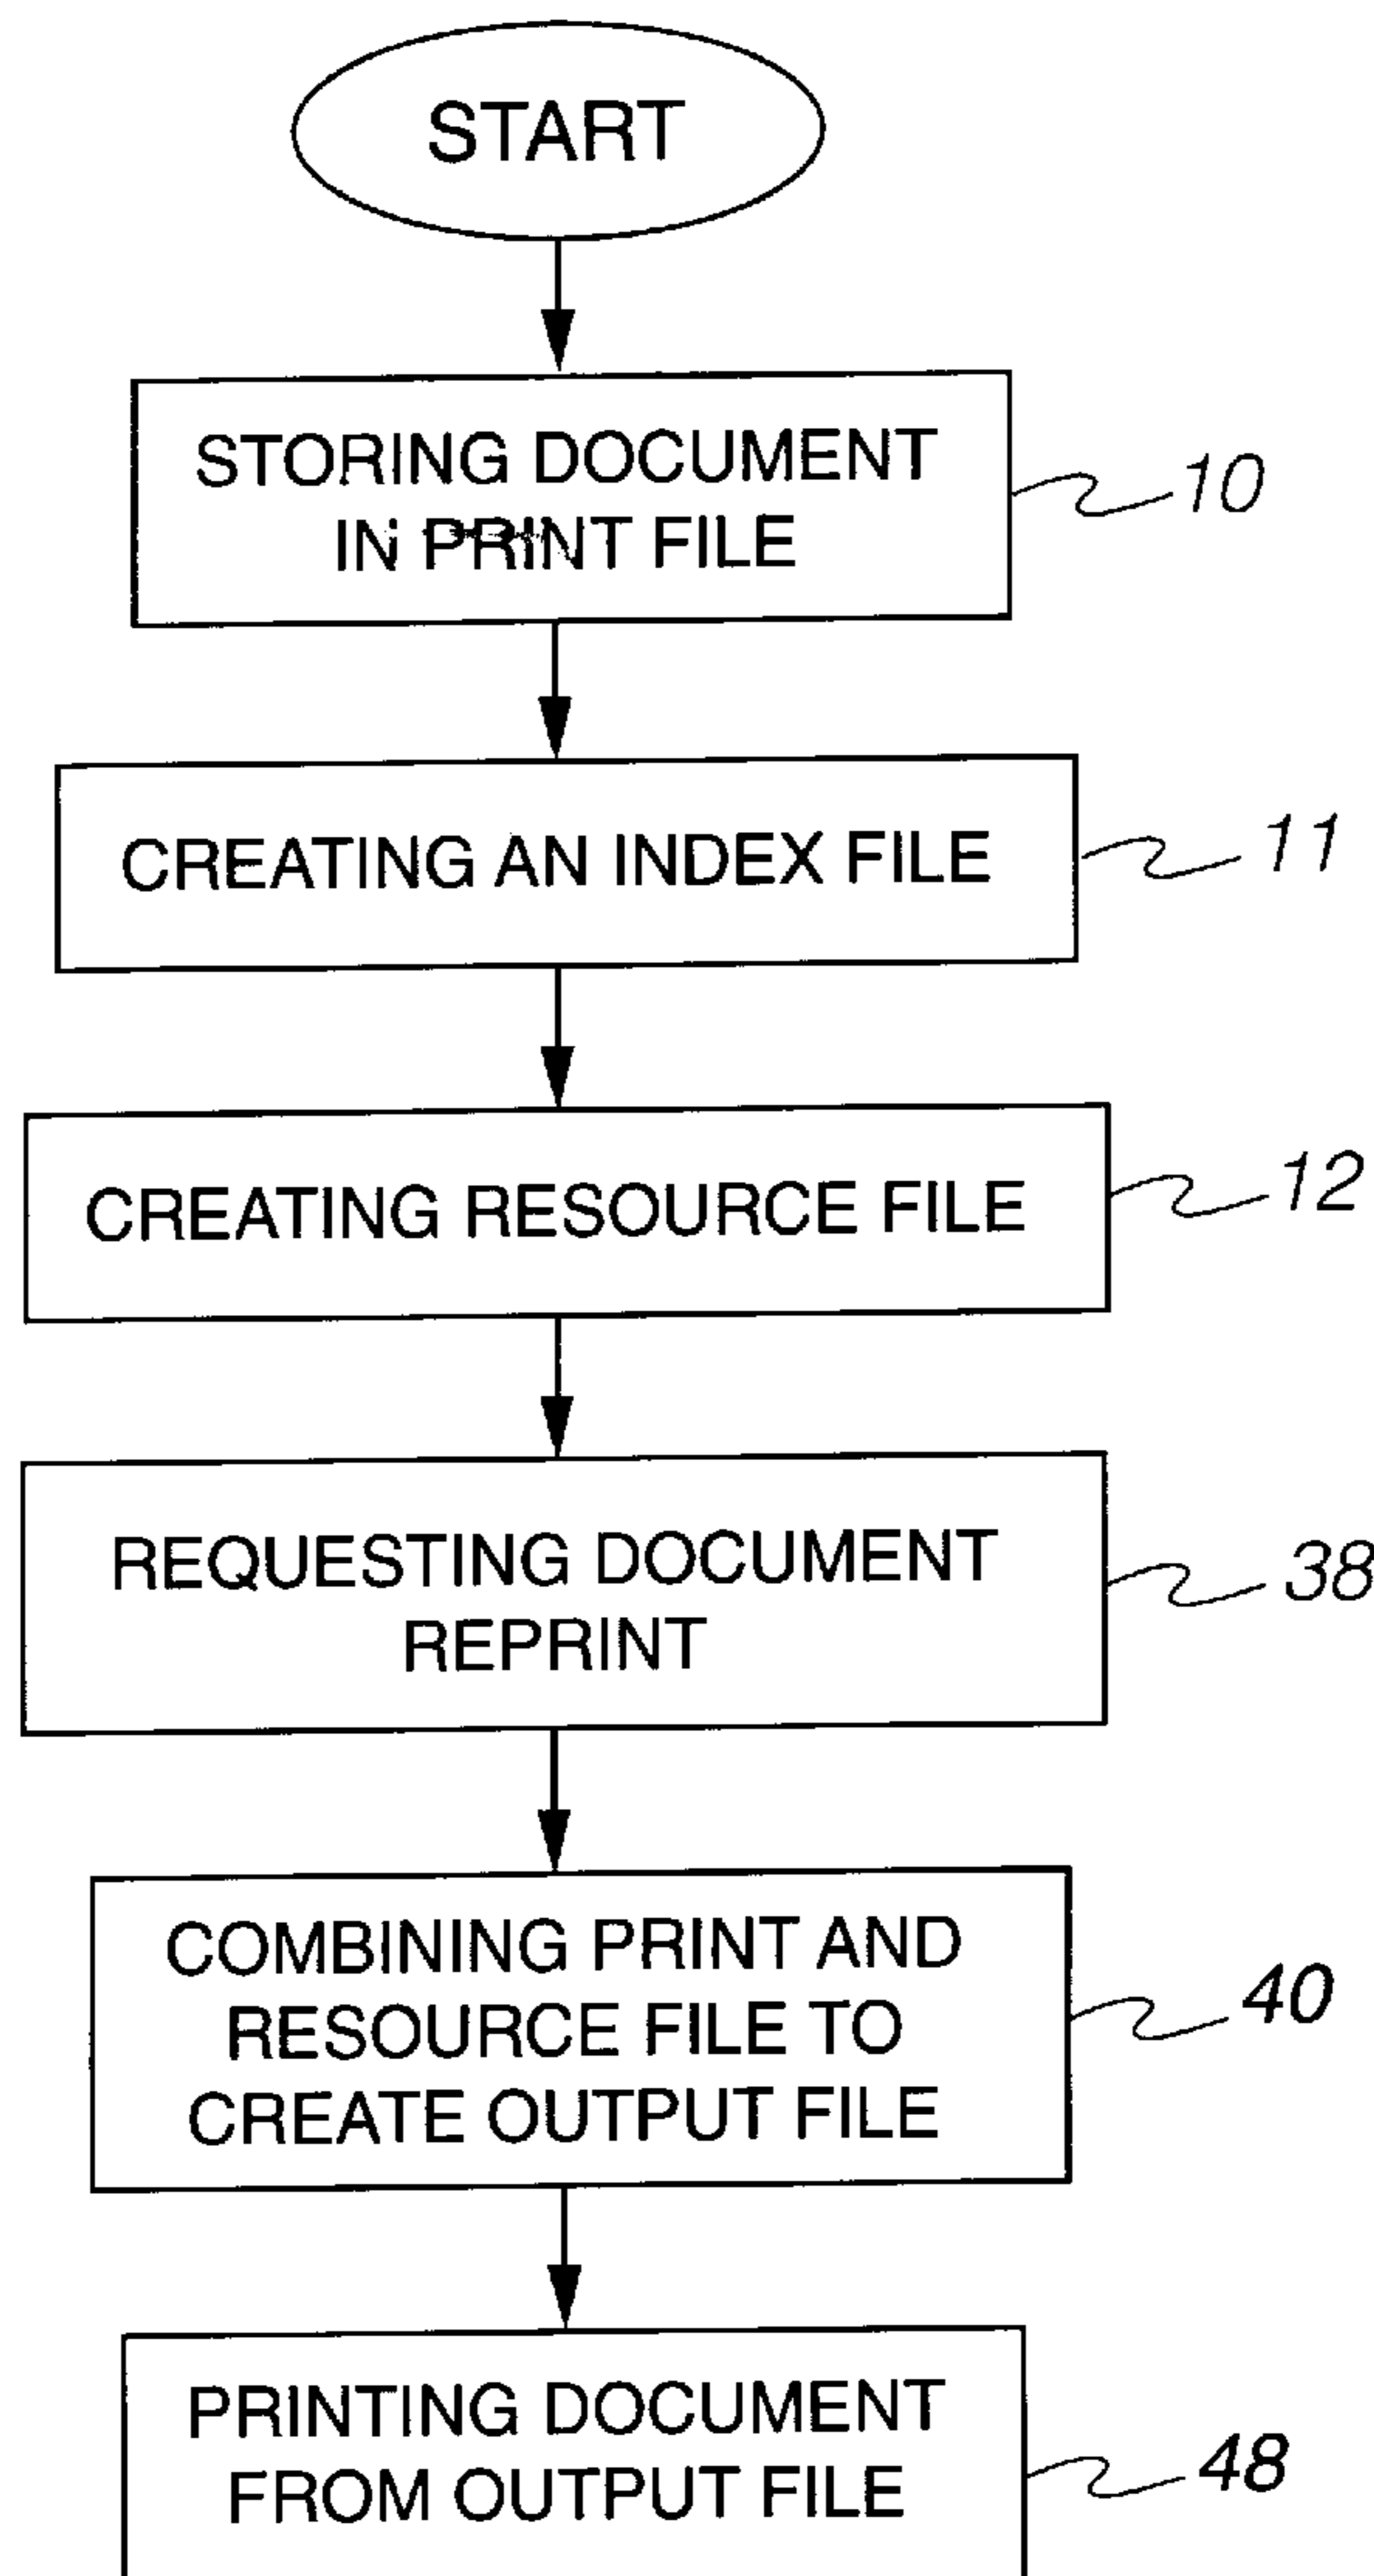 START
STORING DOCUMENT
IN PRINT FILE
10
CREATING AN INDEX FILE
11
CREATING RESOURCE FILE
12
REQUESTING DOCUMENT
REPRINT
38
COMBINING PRINT AND
RESOURCE FILE TO
CREATE OUTPUT FILE
40
PRINTING DOCUMENT
FROM OUTPUT FILE
48